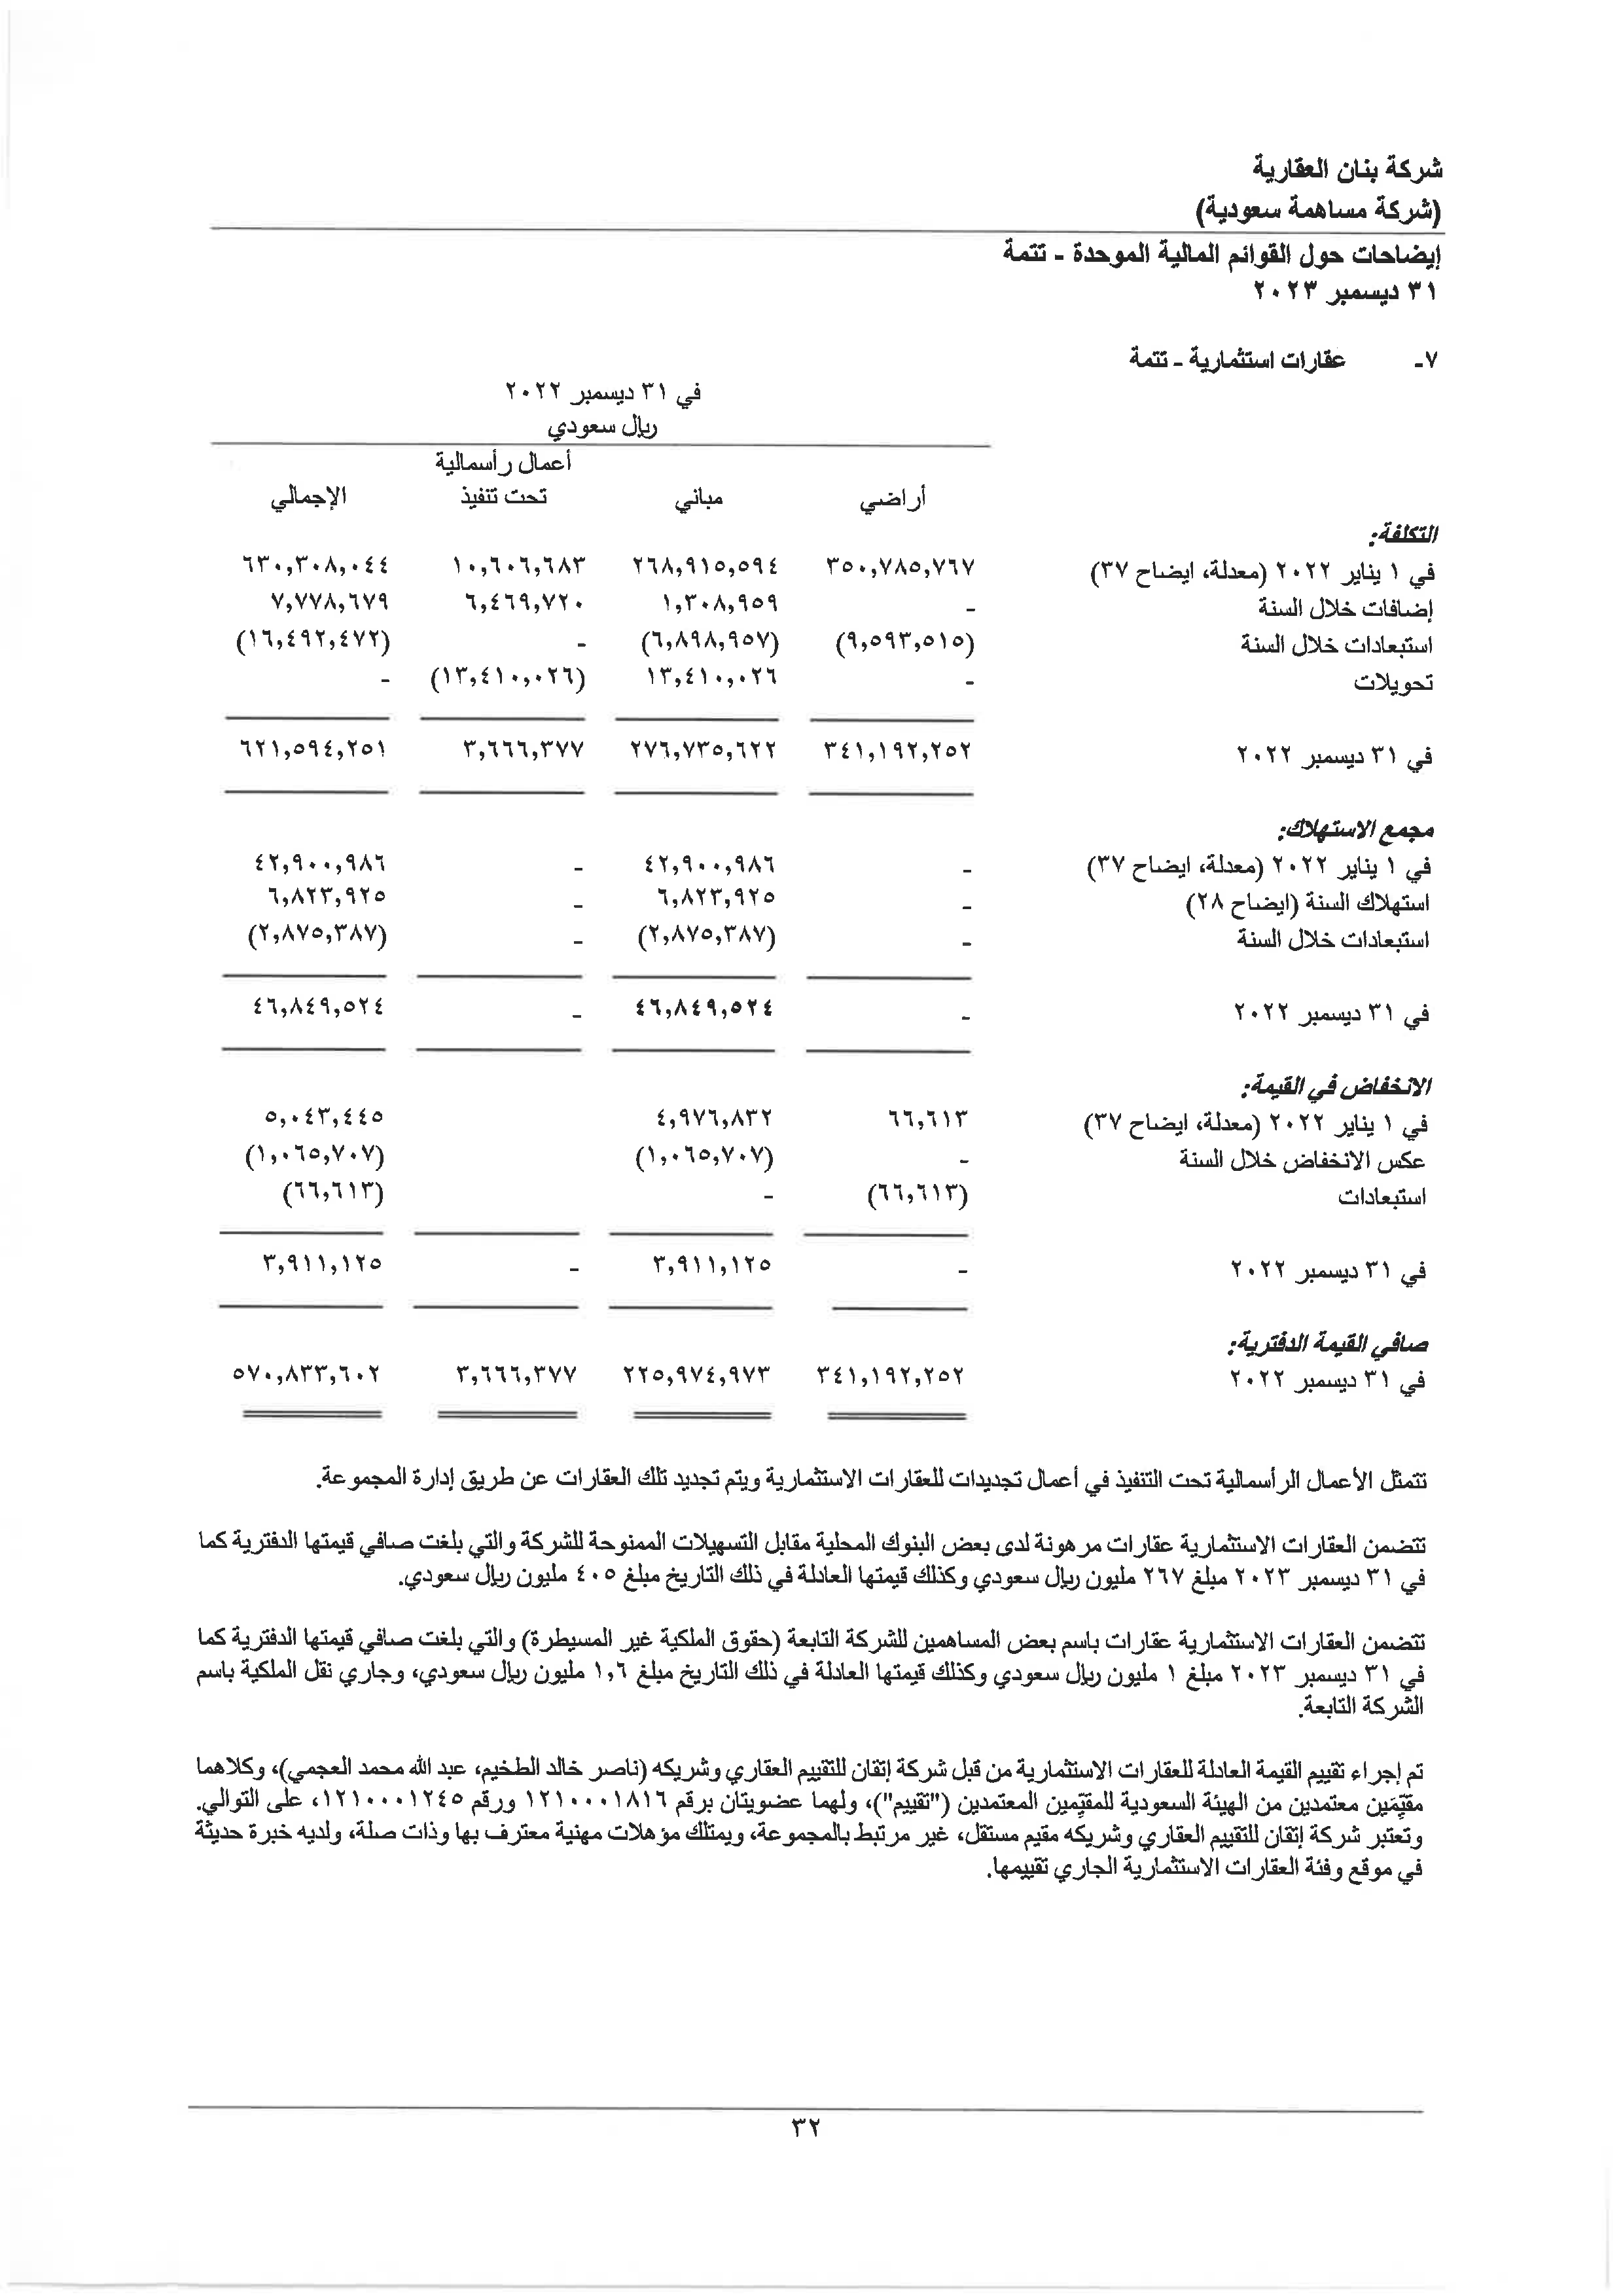 شركة بنان العقارية
(شركة مساهمة سعودية)
إيضاحات حول القوائم المالية الموحدة - تتمة
٣١ ديسمبر ٢٠٢٣
٧- عقارات استثمارية - تتمة
في ٣١ ديسمبر ٢٠٢٢
ريال سعودي
أعمال رأسمالية
أراضي مباني تحت تنفيذ الإجمالي
التكلفة:
في ١ يناير ٢٠٢٢ (معدلة، ايضاح ٣٧) ٣٥٠,٧٨٥,٧٦٧ ٢٦٨,٩١٥,٥٩٤ ١٠,٦٠٦,٦٨٣ ٦٣٠,٣٠٨,٠٤٤
إضافات خلال السنة - ١,٣٠٨,٩٥٩ ٦,٤٦٩,٧٢٠ ٧,٧٧٨,٦٧٩
استبعادات خلال السنة (٩,٥٩٣,٥١٥) (٦,٨٩٨,٩٥٧) - (١٦,٤٩٢,٤٧٢)
تحويلات - ١٣,٤١٠,٠٢٦ (١٣,٤١٠,٠٢٦) -
في ٣١ ديسمبر ٢٠٢٢ ٣٤١,١٩٢,٢٥٢ ٢٧٦,٧٣٥,٦٢٢ ٣,٦٦٦,٣٧٧ ٦٢١,٥٩٤,٢٥١
مجمع الاستهلاك:
في ١ يناير ٢٠٢٢ (معدلة، ايضاح ٣٧) - ٤٢,٩٠٠,٩٨٦ - ٤٢,٩٠٠,٩٨٦
استهلاك السنة (ايضاح ٢٨) - ٦,٨٢٣,٩٢٥ - ٦,٨٢٣,٩٢٥
استبعادات خلال السنة - (٢,٨٧٥,٣٨٧) - (٢,٨٧٥,٣٨٧)
في ٣١ ديسمبر ٢٠٢٢ - ٤٦,٨٤٩,٥٢٤ - ٤٦,٨٤٩,٥٢٤
الانخفاض في القيمة:
في ١ يناير ٢٠٢٢ (معدلة، ايضاح ٣٧) ٦٦,٦١٣ ٤,٩٧٦,٨٣٢ ٥,٠٤٣,٤٤٥
عكس الانخفاض خلال السنة - (١,٠٦٥,٧٠٧) (١,٠٦٥,٧٠٧)
استبعادات (٦٦,٦١٣) - (٦٦,٦١٣)
في ٣١ ديسمبر ٢٠٢٢ - ٣,٩١١,١٢٥ - ٣,٩١١,١٢٥
صافي القيمة الدفترية:
في ٣١ ديسمبر ٢٠٢٢ ٣٤١,١٩٢,٢٥٢ ٢٢٥,٩٧٤,٩٧٣ ٣,٦٦٦,٣٧٧ ٥٧٠,٨٣٣,٦٠٢
تتمثل الأعمال الرأسمالية تحت التنفيذ في أعمال تجديدات للعقارات الاستثمارية ويتم تجديد تلك العقارات عن طريق إدارة المجموعة.
تتضمن العقارات الاستثمارية عقارات مرهونة لدى بعض البنوك المحلية مقابل التسهيلات الممنوحة للشركة والتي بلغت صافي قيمتها الدفترية كما
في ٣١ ديسمبر ٢٠٢٣ مبلغ ٢٦٧ مليون ريال سعودي وكذلك قيمتها العادلة في ذلك التاريخ مبلغ ٤٠٥ مليون ريال سعودي.
تتضمن العقارات الاستثمارية عقارات باسم بعض المساهمين للشركة التابعة (حقوق الملكية غير المسيطرة) والتي بلغت صافي قيمتها الدفترية كما
في ٣١ ديسمبر ٢٠٢٣ مبلغ ١ مليون ريال سعودي وكذلك قيمتها العادلة في ذلك التاريخ مبلغ ١,٦ مليون ريال سعودي، وجاري نقل الملكية باسم
الشركة التابعة.
تم إجراء تقييم القيمة العادلة للعقارات الاستثمارية من قبل شركة إتقان للتقييم العقاري وشريكه (ناصر خالد الطخيم، عبد الله محمد العجمي)، وكلاهما
مقيّمَين معتمدين من الهيئة السعودية للمقيّمين المعتمدين ("تقييم")، ولهما عضويتان برقم ١٢١٠٠٠١٨١٦ ورقم ١٢١٠٠٠١٢٤٥، على التوالي.
وتعتبر شركة إتقان للتقييم العقاري وشريكه مقيم مستقل، غير مرتبط بالمجموعة، ويمتلك مؤهلات مهنية معترف بها وذات صلة، ولديه خبرة حديثة
في موقع وفئة العقارات الاستثمارية الجاري تقييمها.
٣٢